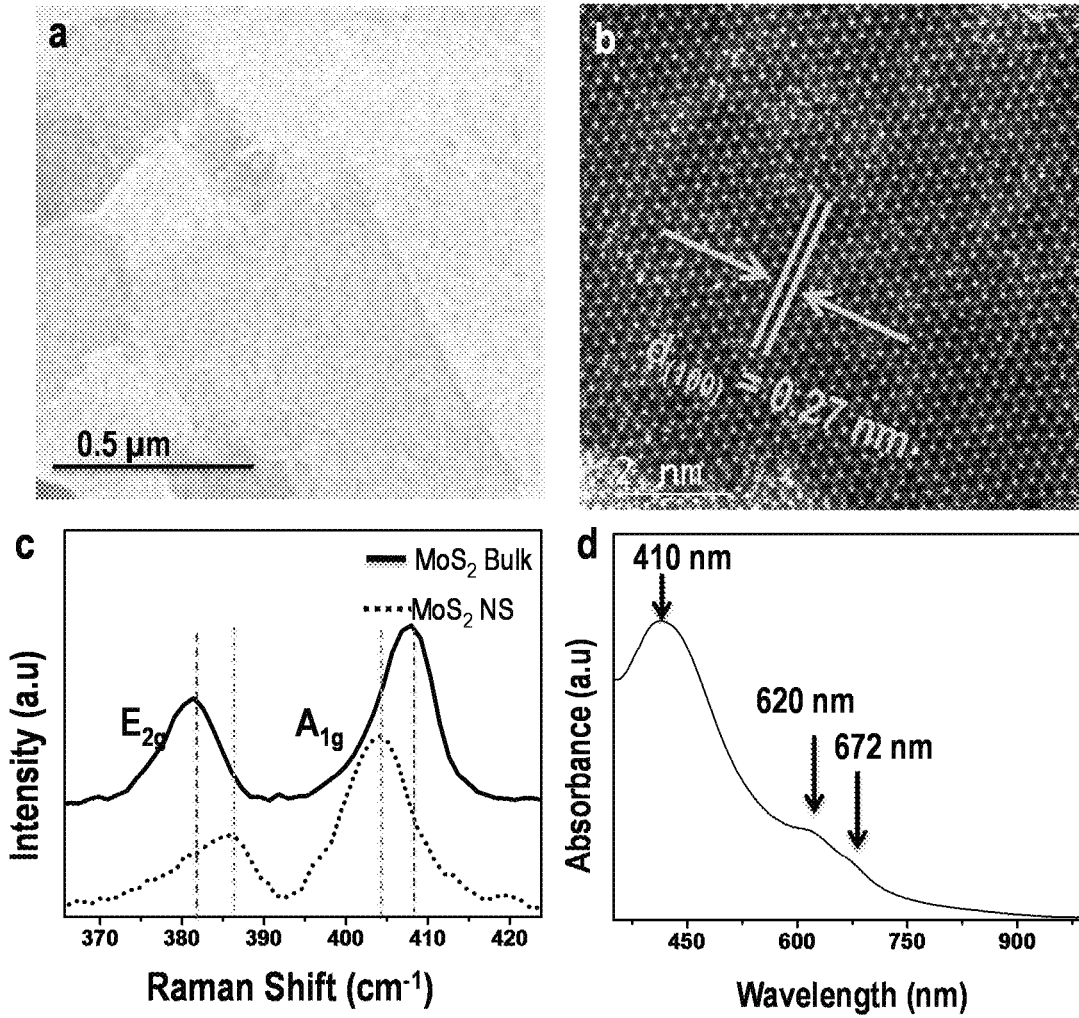 a
0.5 µm
b
d(100) = 0.27 nm.
2 nm
c
MoS2 Bulk
MoS2 NS
E2g
A1g
Intensity (a.u)
370 380 390 400 410 420
Raman Shift (cm-1)
d
410 nm
620 nm
672 nm
Absorbance (a.u)
450 600 750 900
Wavelength (nm)